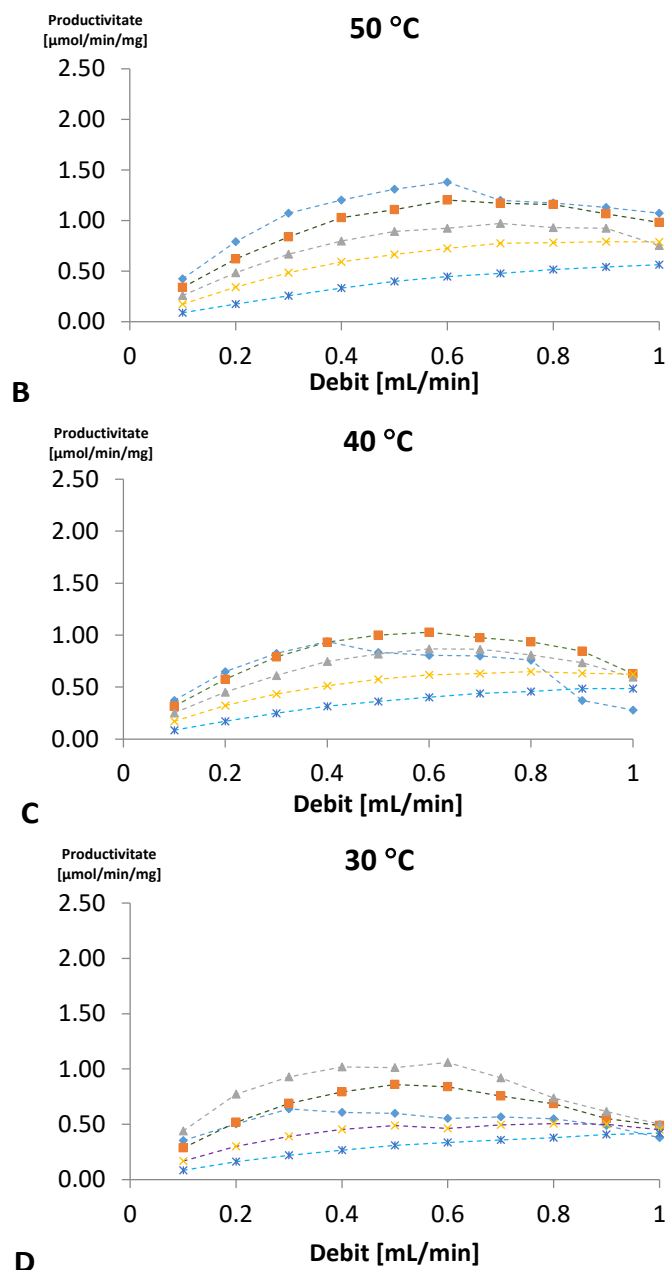 Productivitate
[µmol/min/mg]
50 °C
2.50
2.00
1.50
1.00
0.50
0.00
0 0.2 0.4 0.6 0.8 1
Debit [mL/min]
B
Productivitate
[µmol/min/mg]
40 °C
2.50
2.00
1.50
1.00
0.50
0.00
0 0.2 0.4 0.6 0.8 1
Debit [mL/min]
C
Productivitate
[µmol/min/mg]
30 °C
2.50
2.00
1.50
1.00
0.50
0.00
0 0.2 0.4 0.6 0.8 1
Debit [mL/min]
D